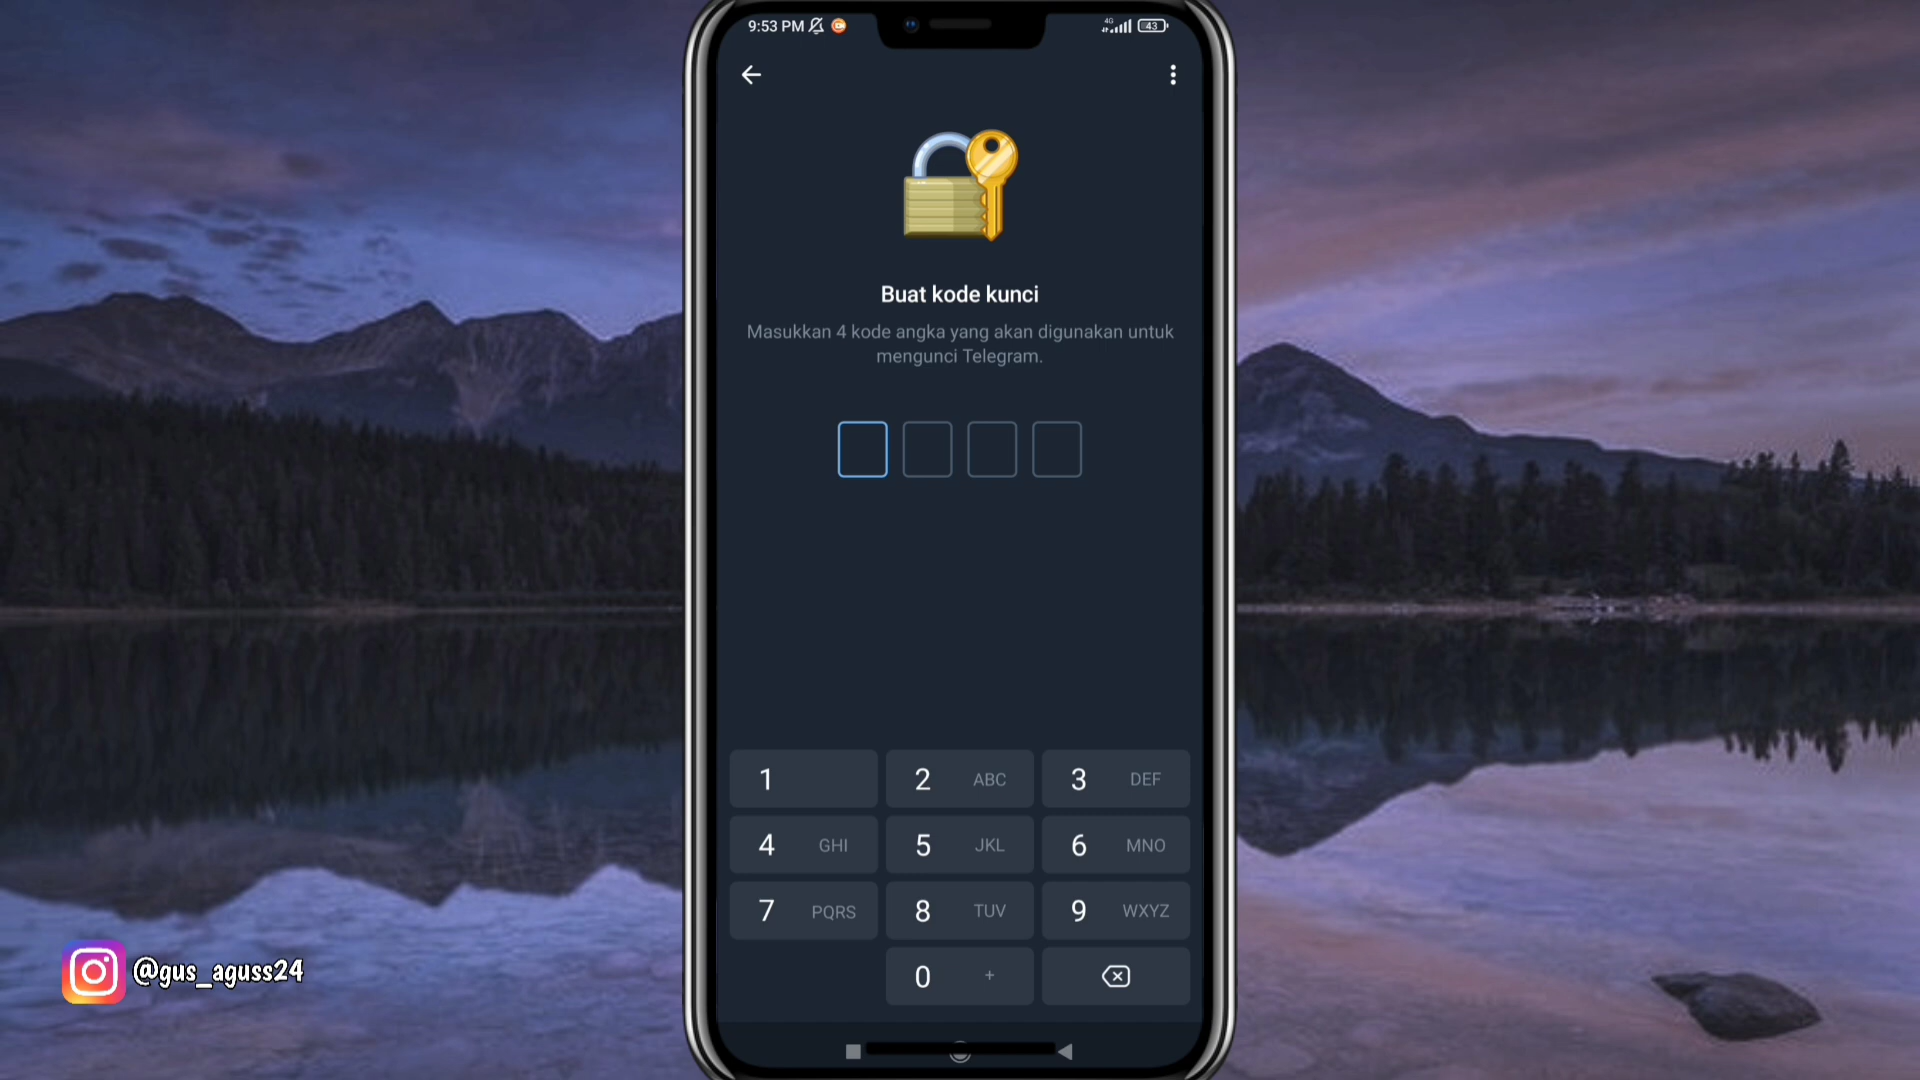 9:53 PM
4G
43
Buat kode kunci
Masukkan 4 kode angka yang akan digunakan untuk
mengunci Telegram.
1
2 ABC
3 DEF
4 GHI
5 JKL
6 MNO
7 PQRS
8 TUV
9 WXYZ
0 +
@gus_aguss24